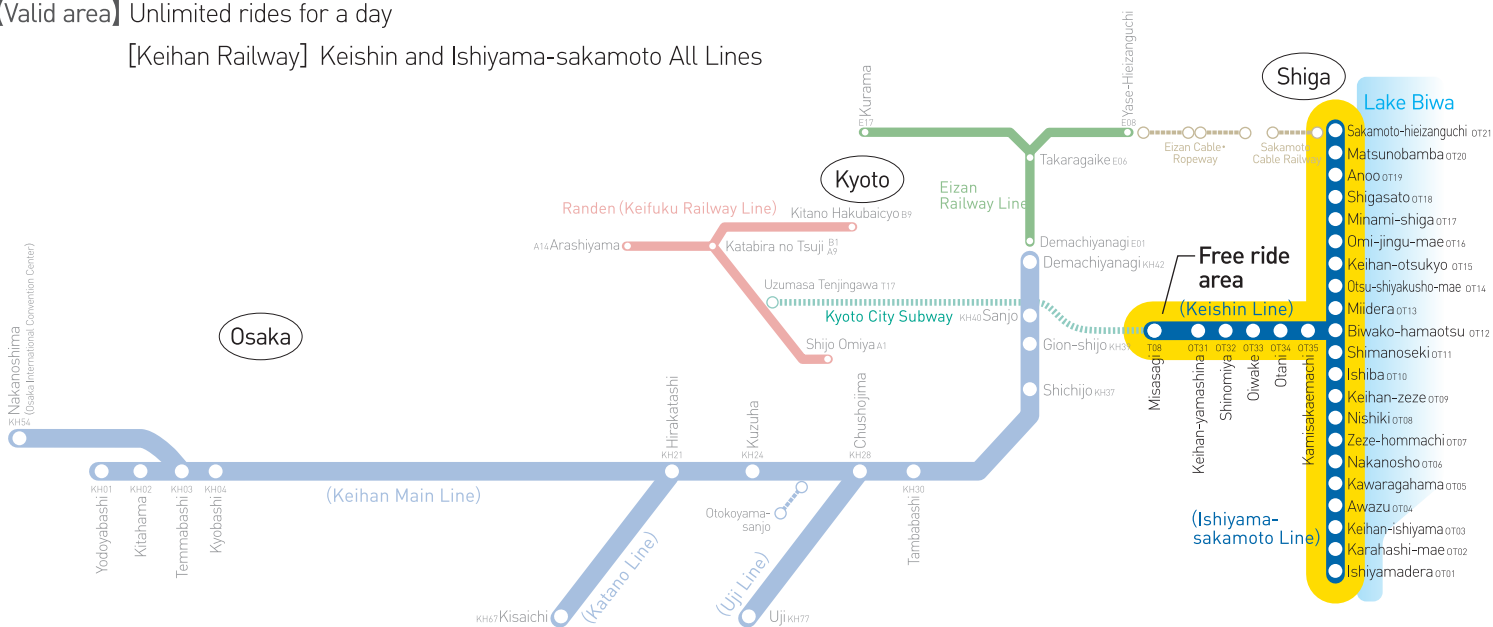 【Valid area】 Unlimited rides for a day
[Keihan Railway] Keishin and Ishiyama-sakamoto All Lines
Shiga
Lake Biwa
Kyoto
Osaka
Free ride
area
(Keishin Line)
(Ishiyama-
sakamoto Line)
Kurama
E17
Yase-Hieizanguchi
E08
Takaragaike E06
Eizan
Railway Line
Demachiyanagi E01
Eizan Cable•
Ropeway
Sakamoto
Cable Railway
Randen (Keifuku Railway Line)
Kitano Hakubaicyo B9
A14 Arashiyama
Katabira no Tsuji B1
A9
Uzumasa Tenjingawa T17
Kyoto City Subway
Shijo Omiya A1
Demachiyanagi KH42
KH40 Sanjo
Gion-shijo KH39
Shichijo KH37
Nakanoshima
(Osaka International Convention Center)
KH54
KH01
Yodoyabashi
KH02
Kitahama
KH03
Temmabashi
KH04
Kyobashi
(Keihan Main Line)
Hirakatashi
KH21
Kuzuha
KH24
Chushojima
KH28
KH30
Tambabashi
Otokoyama-
sanjo
(Katano Line)
KH67 Kisaichi
(Uji Line)
Uji KH77
T08
Misasagi
OT31
Keihan-yamashina
OT32
Shinomiya
OT33
Oiwake
OT34
Otani
OT35
Kamisakaemachi
Sakamoto-hieizanguchi OT21
Matsunobamba OT20
Anoo OT19
Shigasato OT18
Minami-shiga OT17
Omi-jingu-mae OT16
Keihan-otsukyo OT15
Otsu-shiyakusho-mae OT14
Miidera OT13
Biwako-hamaotsu OT12
Shimanoseki OT11
Ishiba OT10
Keihan-zeze OT09
Nishiki OT08
Zeze-hommachi OT07
Nakanosho OT06
Kawaragahama OT05
Awazu OT04
Keihan-ishiyama OT03
Karahashi-mae OT02
Ishiyamadera OT01